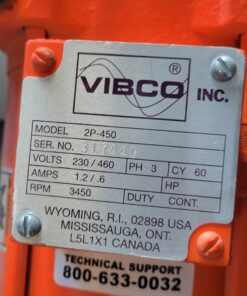 ®
VIBCO INC.
MODEL 2P-450
SER. NO.
VOLTS 230/460 PH 3 CY 60
AMPS 1.2/.6 HP
RPM 3450 DUTY CONT.
WYOMING, R.I., 02898 USA
MISSISSAUGA, ONT.
L5L1X1 CANADA
TECHNICAL SUPPORT
800-633-0032